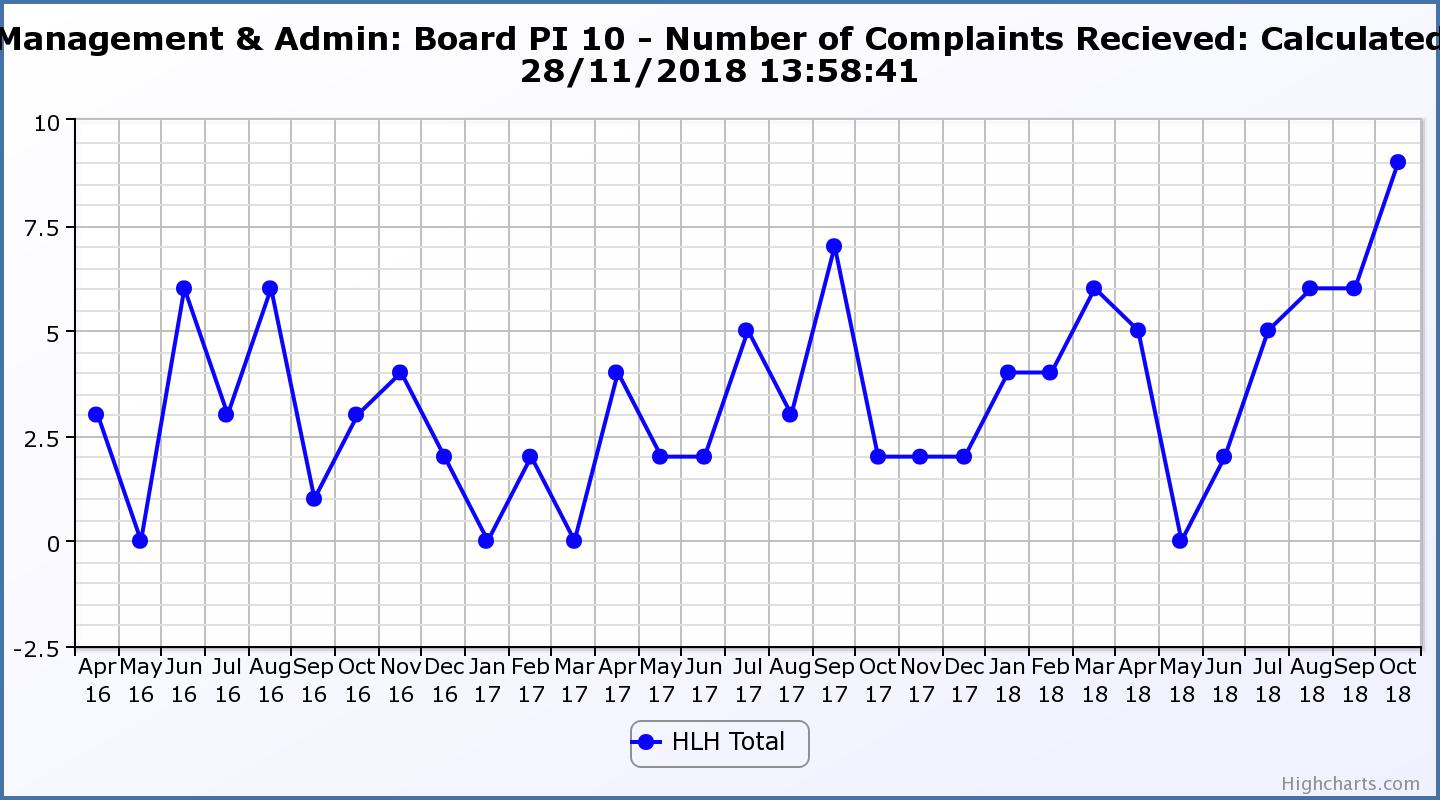 Management & Admin: Board PI 10 - Number of Complaints Recieved: Calculated
28/11/2018 13:58:41
10
7.5
5
2.5
0
-2.5
Apr May Jun Jul Aug Sep Oct Nov Dec Jan Feb Mar Apr May Jun Jul Aug Sep Oct Nov Dec Jan Feb Mar Apr May Jun Jul Aug Sep Oct
16 16 16 16 16 16 16 16 16 17 17 17 17 17 17 17 17 17 17 17 17 18 18 18 18 18 18 18 18 18 18
HLH Total
Highcharts.com